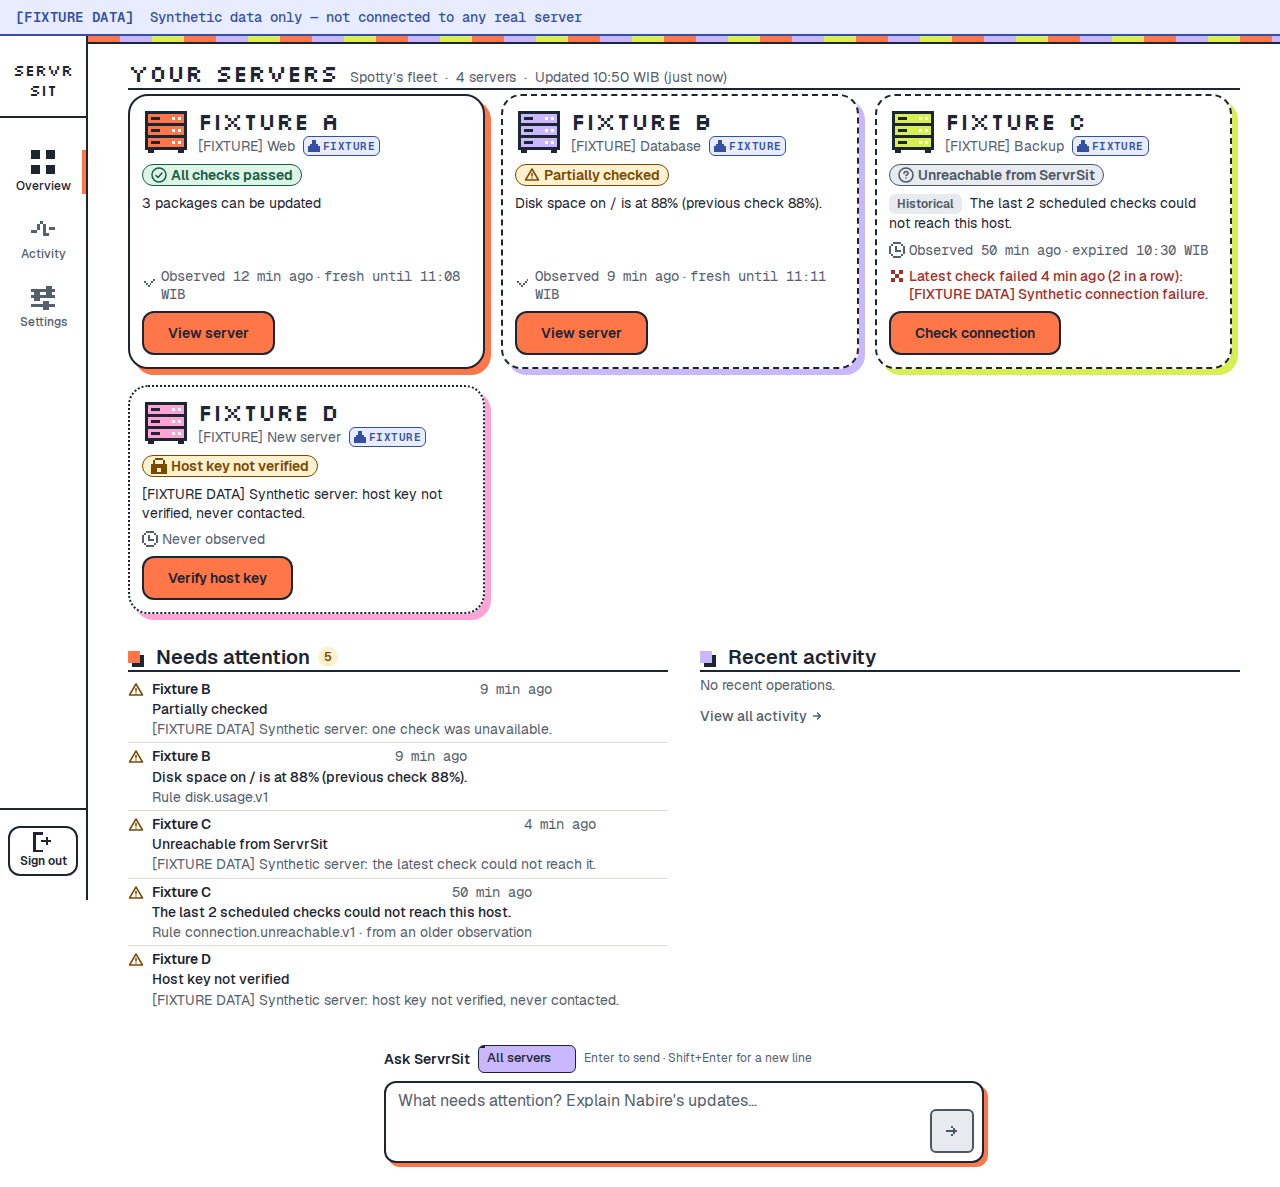 [FIXTURE DATA] Synthetic data only — not connected to any real server
SERVR
SIT
Overview
Activity
Settings
Sign out
YOUR SERVERS Spotty's fleet · 4 servers · Updated 10:50 WIB (just now)
FIXTURE A
[FIXTURE] Web FIXTURE
All checks passed
3 packages can be updated
Observed 12 min ago · fresh until 11:08
WIB
View server
FIXTURE B
[FIXTURE] Database FIXTURE
Partially checked
Disk space on / is at 88% (previous check 88%).
Observed 9 min ago · fresh until 11:11
WIB
View server
FIXTURE C
[FIXTURE] Backup FIXTURE
Unreachable from ServrSit
Historical The last 2 scheduled checks could
not reach this host.
Observed 50 min ago · expired 10:30 WIB
Latest check failed 4 min ago (2 in a row):
[FIXTURE DATA] Synthetic connection failure.
Check connection
FIXTURE D
[FIXTURE] New server FIXTURE
Host key not verified
[FIXTURE DATA] Synthetic server: host key not
verified, never contacted.
Never observed
Verify host key
Needs attention 5
Fixture B 9 min ago
Partially checked
[FIXTURE DATA] Synthetic server: one check was unavailable.
Fixture B 9 min ago
Disk space on / is at 88% (previous check 88%).
Rule disk.usage.v1
Fixture C 4 min ago
Unreachable from ServrSit
[FIXTURE DATA] Synthetic server: the latest check could not reach it.
Fixture C 50 min ago
The last 2 scheduled checks could not reach this host.
Rule connection.unreachable.v1 · from an older observation
Fixture D
Host key not verified
[FIXTURE DATA] Synthetic server: host key not verified, never contacted.
Recent activity
No recent operations.
View all activity →
Ask ServrSit All servers Enter to send · Shift+Enter for a new line
What needs attention? Explain Nabire's updates…